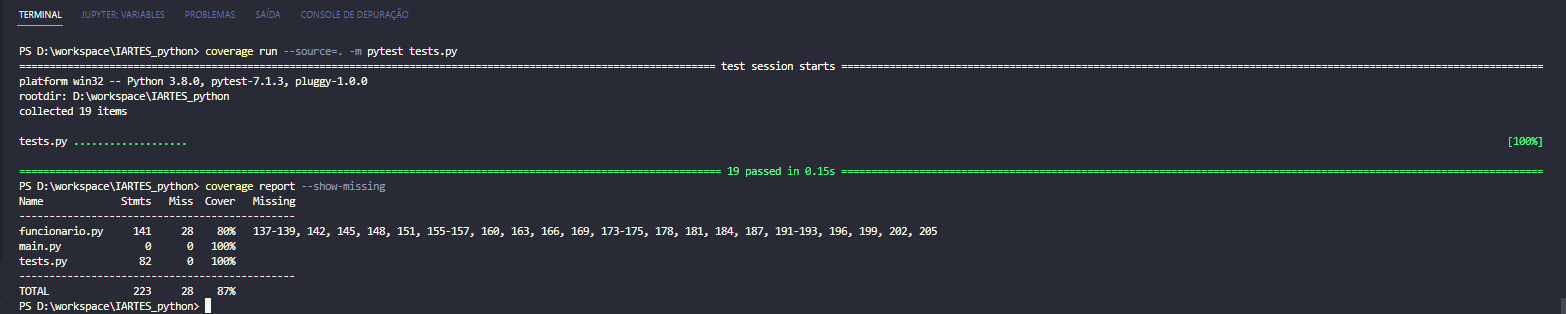 TERMINAL JUPYTER: VARIABLES PROBLEMAS SAÍDA CONSOLE DE DEPURAÇÃO
PS D:\workspace\IARTES_python> coverage run --source=. -m pytest tests.py
================ test session starts ================
platform win32 -- Python 3.8.0, pytest-7.1.3, pluggy-1.0.0
rootdir: D:\workspace\IARTES_python
collected 19 items
tests.py ................... [100%]
================ 19 passed in 0.15s ================
PS D:\workspace\IARTES_python> coverage report --show-missing
Name Stmts Miss Cover Missing
----------------------------------------------
funcionario.py 141 28 80% 137-139, 142, 145, 148, 151, 155-157, 160, 163, 166, 169, 173-175, 178, 181, 184, 187, 191-193, 196, 199, 202, 205
main.py 0 0 100%
tests.py 82 0 100%
----------------------------------------------
TOTAL 223 28 87%
PS D:\workspace\IARTES_python>